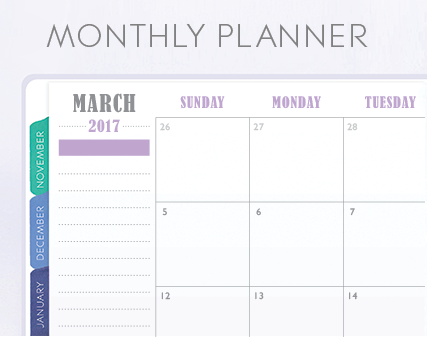 MONTHLY PLANNER
MARCH
2017
SUNDAY MONDAY TUESDAY
26 27 28
5 6 7
12 13 14
NOVEMBER
DECEMBER
JANUARY